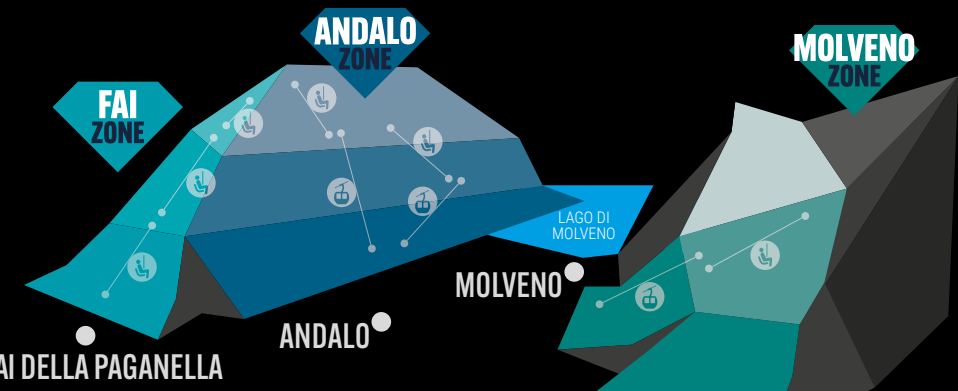 ANDALO
ZONE
MOLVENO
ZONE
FAI
ZONE
LAGO DI
MOLVENO
MOLVENO
ANDALO
AI DELLA PAGANELLA